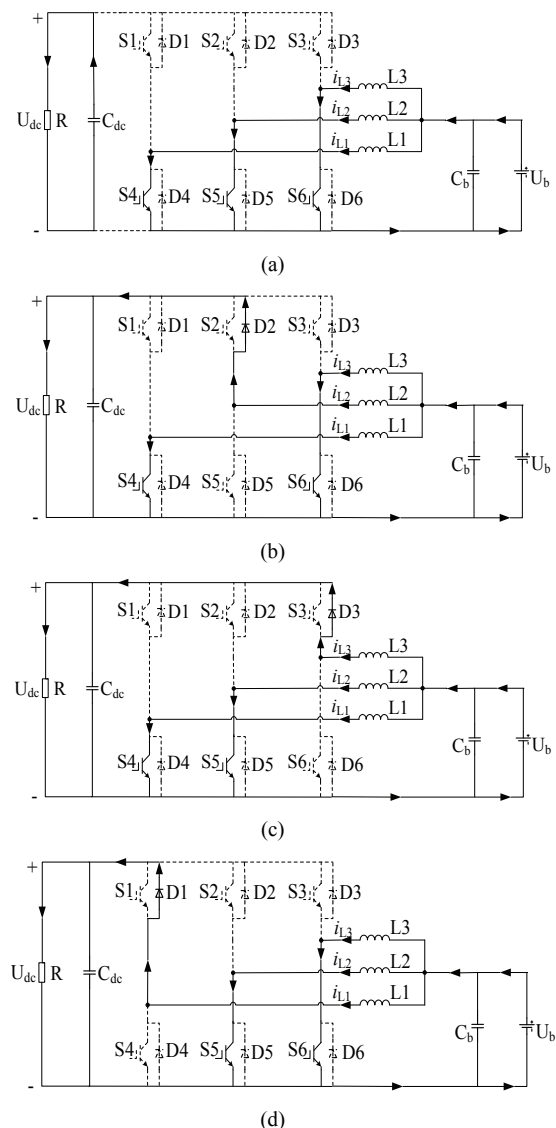 +
S1 D1 S2 D2 S3 D3
iL3 L3
Udc R Cdc iL2 L2
iL1 L1
S4 D4 S5 D5 S6 D6 Cb Ub
-
(a)
+
S1 D1 S2 D2 S3 D3
iL3 L3
Udc R Cdc iL2 L2
iL1 L1
S4 D4 S5 D5 S6 D6 Cb Ub
-
(b)
+
S1 D1 S2 D2 S3 D3
iL3 L3
Udc R Cdc iL2 L2
iL1 L1
S4 D4 S5 D5 S6 D6 Cb Ub
-
(c)
+
S1 D1 S2 D2 S3 D3
iL3 L3
Udc R Cdc iL2 L2
iL1 L1
S4 D4 S5 D5 S6 D6 Cb Ub
-
(d)